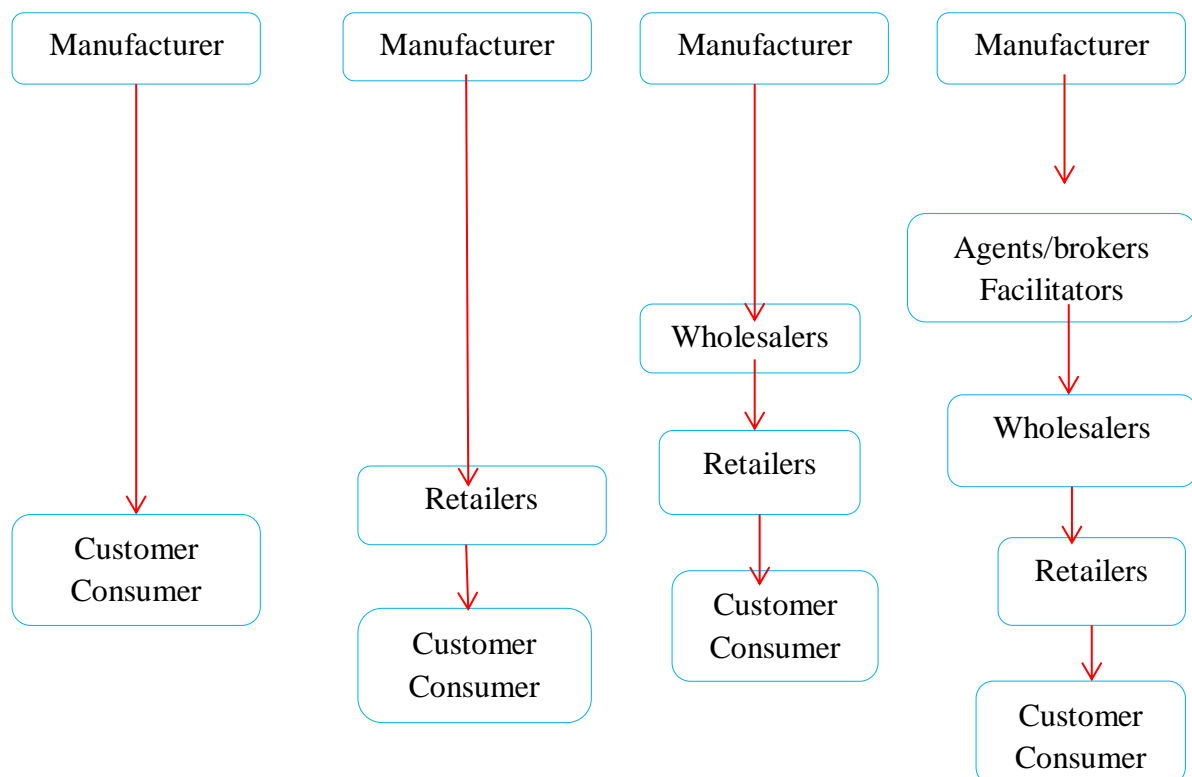 Manufacturer
Customer
Consumer
Manufacturer
Retailers
Customer
Consumer
Manufacturer
Wholesalers
Retailers
Customer
Consumer
Manufacturer
Agents/brokers
Facilitators
Wholesalers
Retailers
Customer
Consumer